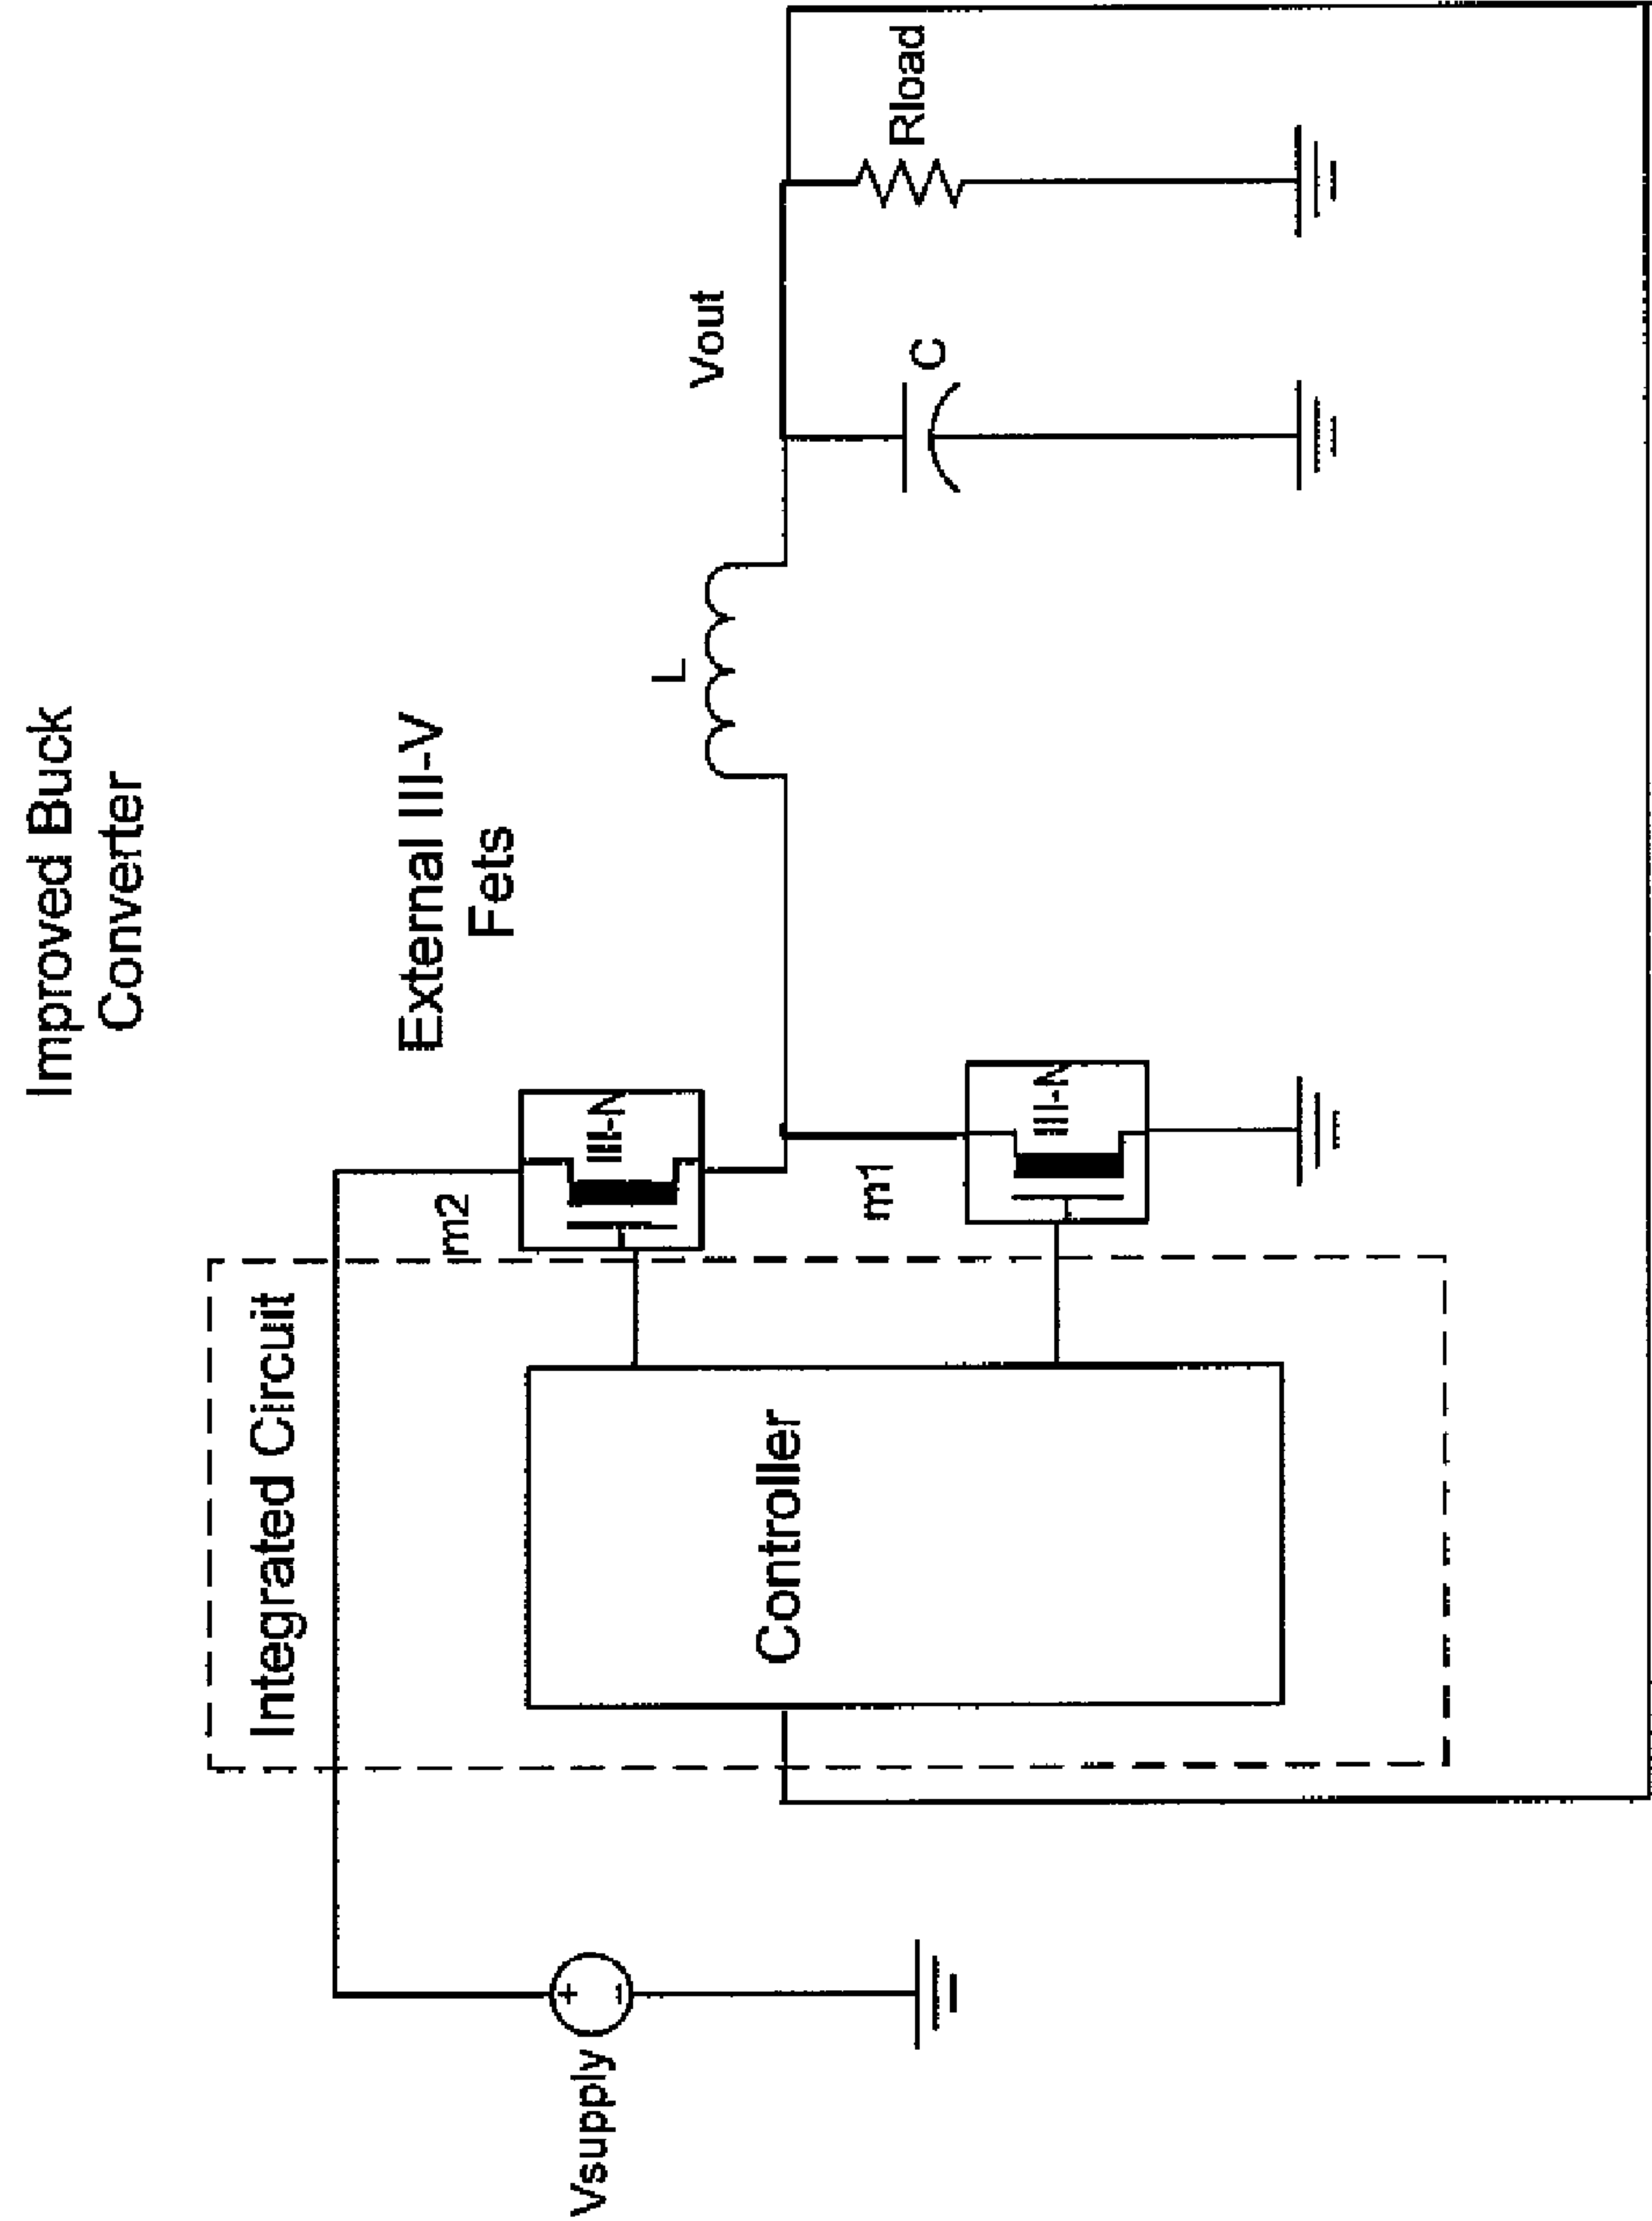 Improved Buck
Converter
External III-V
Fets
Integrated Circuit
m2
III-N
L
Vout
Vsupply
+
-
Controller
m1
III-N
C
Rload